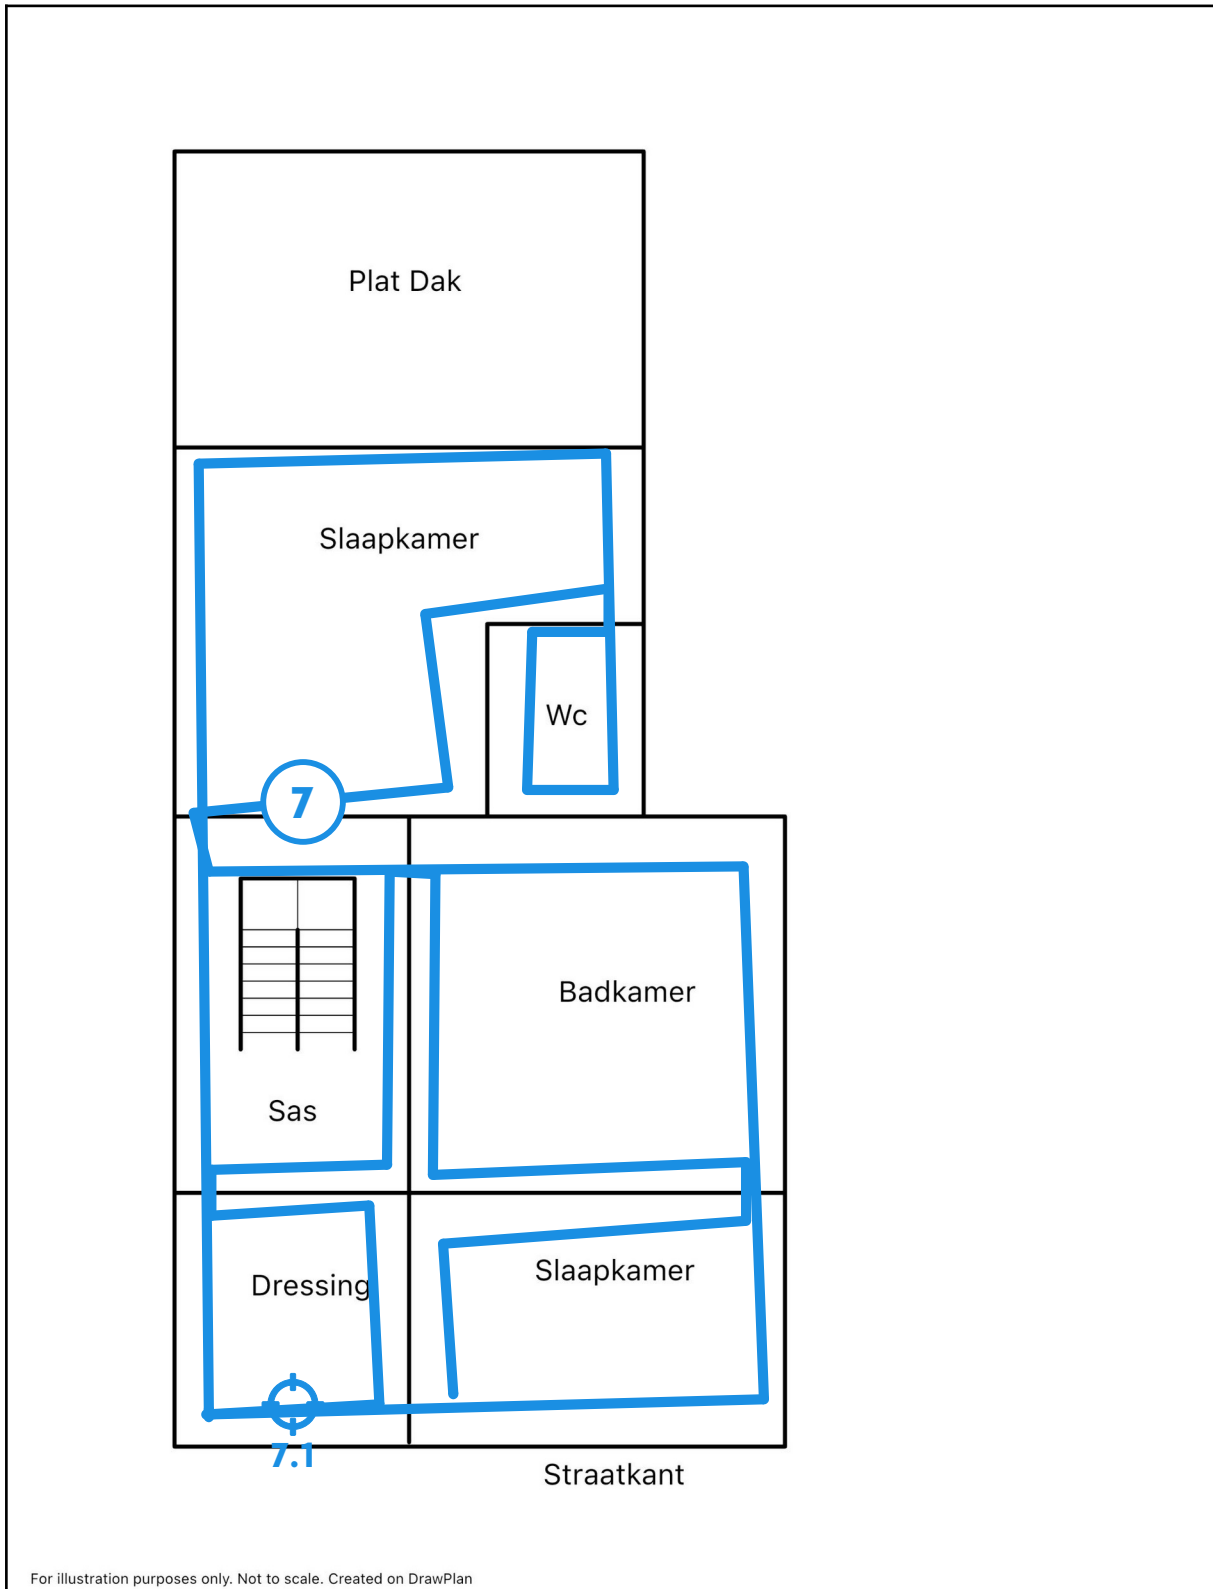 Plat Dak
Slaapkamer
Wc
7
Badkamer
Sas
Slaapkamer
Dressing
7.1
Straatkant
For illustration purposes only. Not to scale. Created on DrawPlan